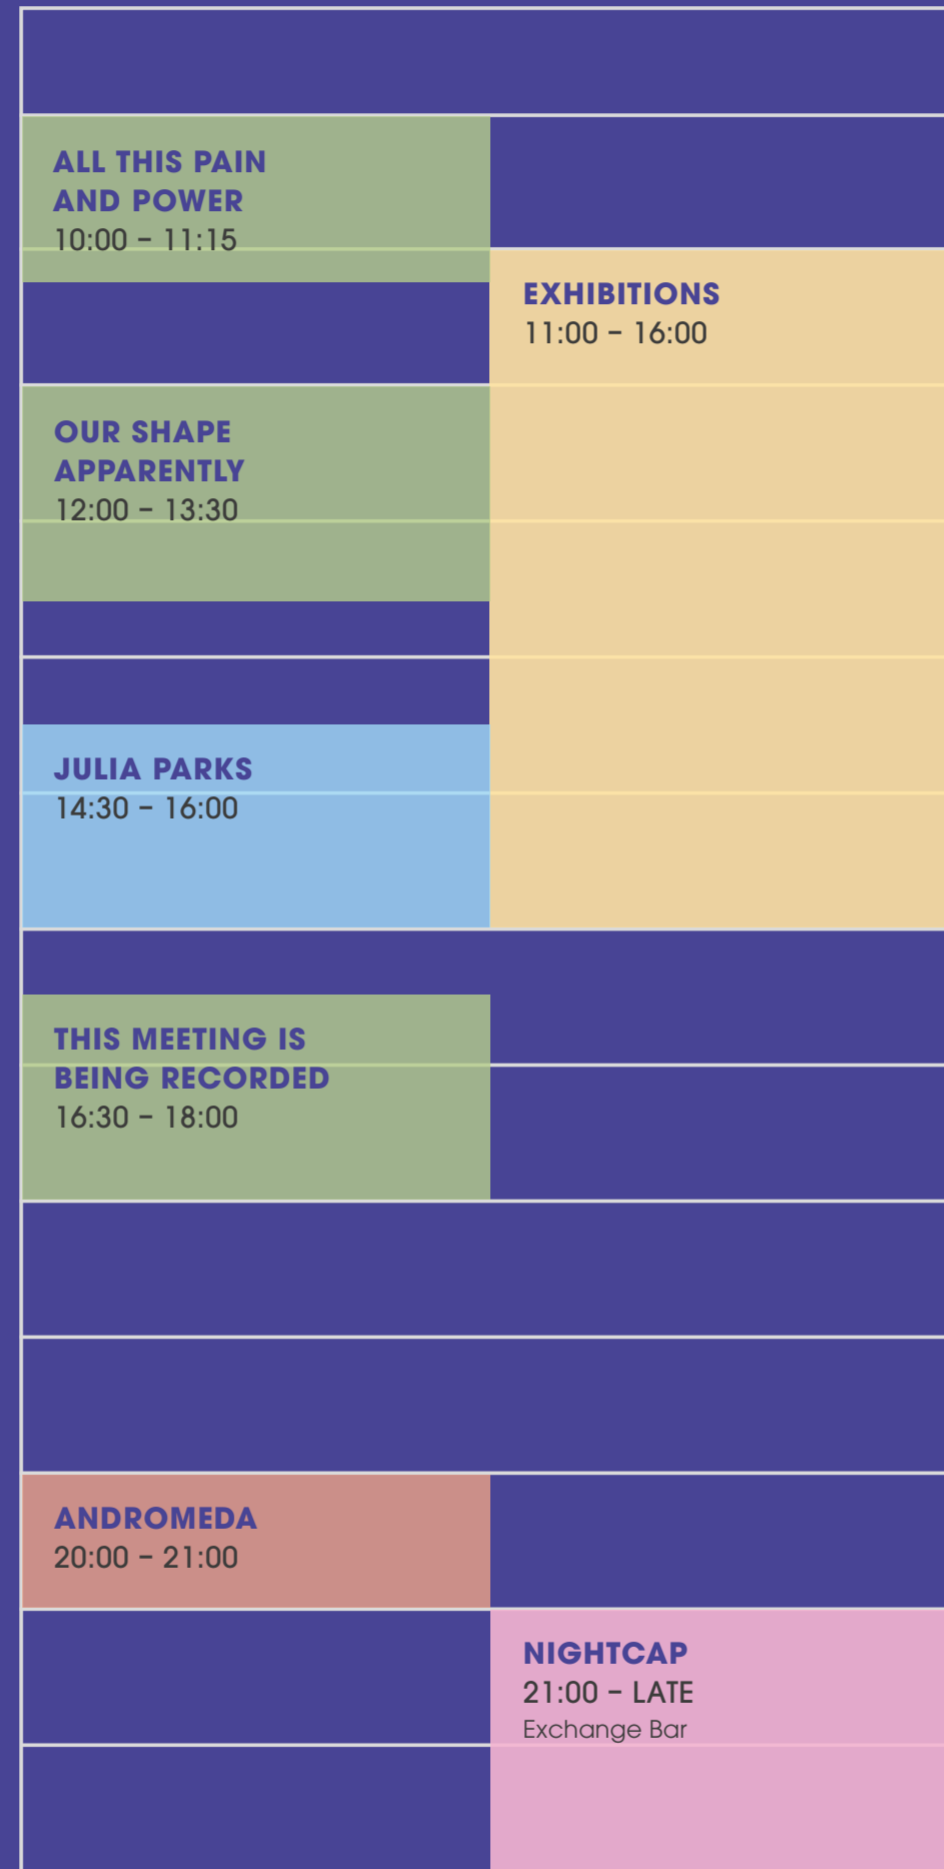 ALL THIS PAIN
AND POWER
10:00 – 11:15
EXHIBITIONS
11:00 – 16:00
OUR SHAPE
APPARENTLY
12:00 – 13:30
JULIA PARKS
14:30 – 16:00
THIS MEETING IS
BEING RECORDED
16:30 – 18:00
ANDROMEDA
20:00 – 21:00
NIGHTCAP
21:00 – LATE
Exchange Bar